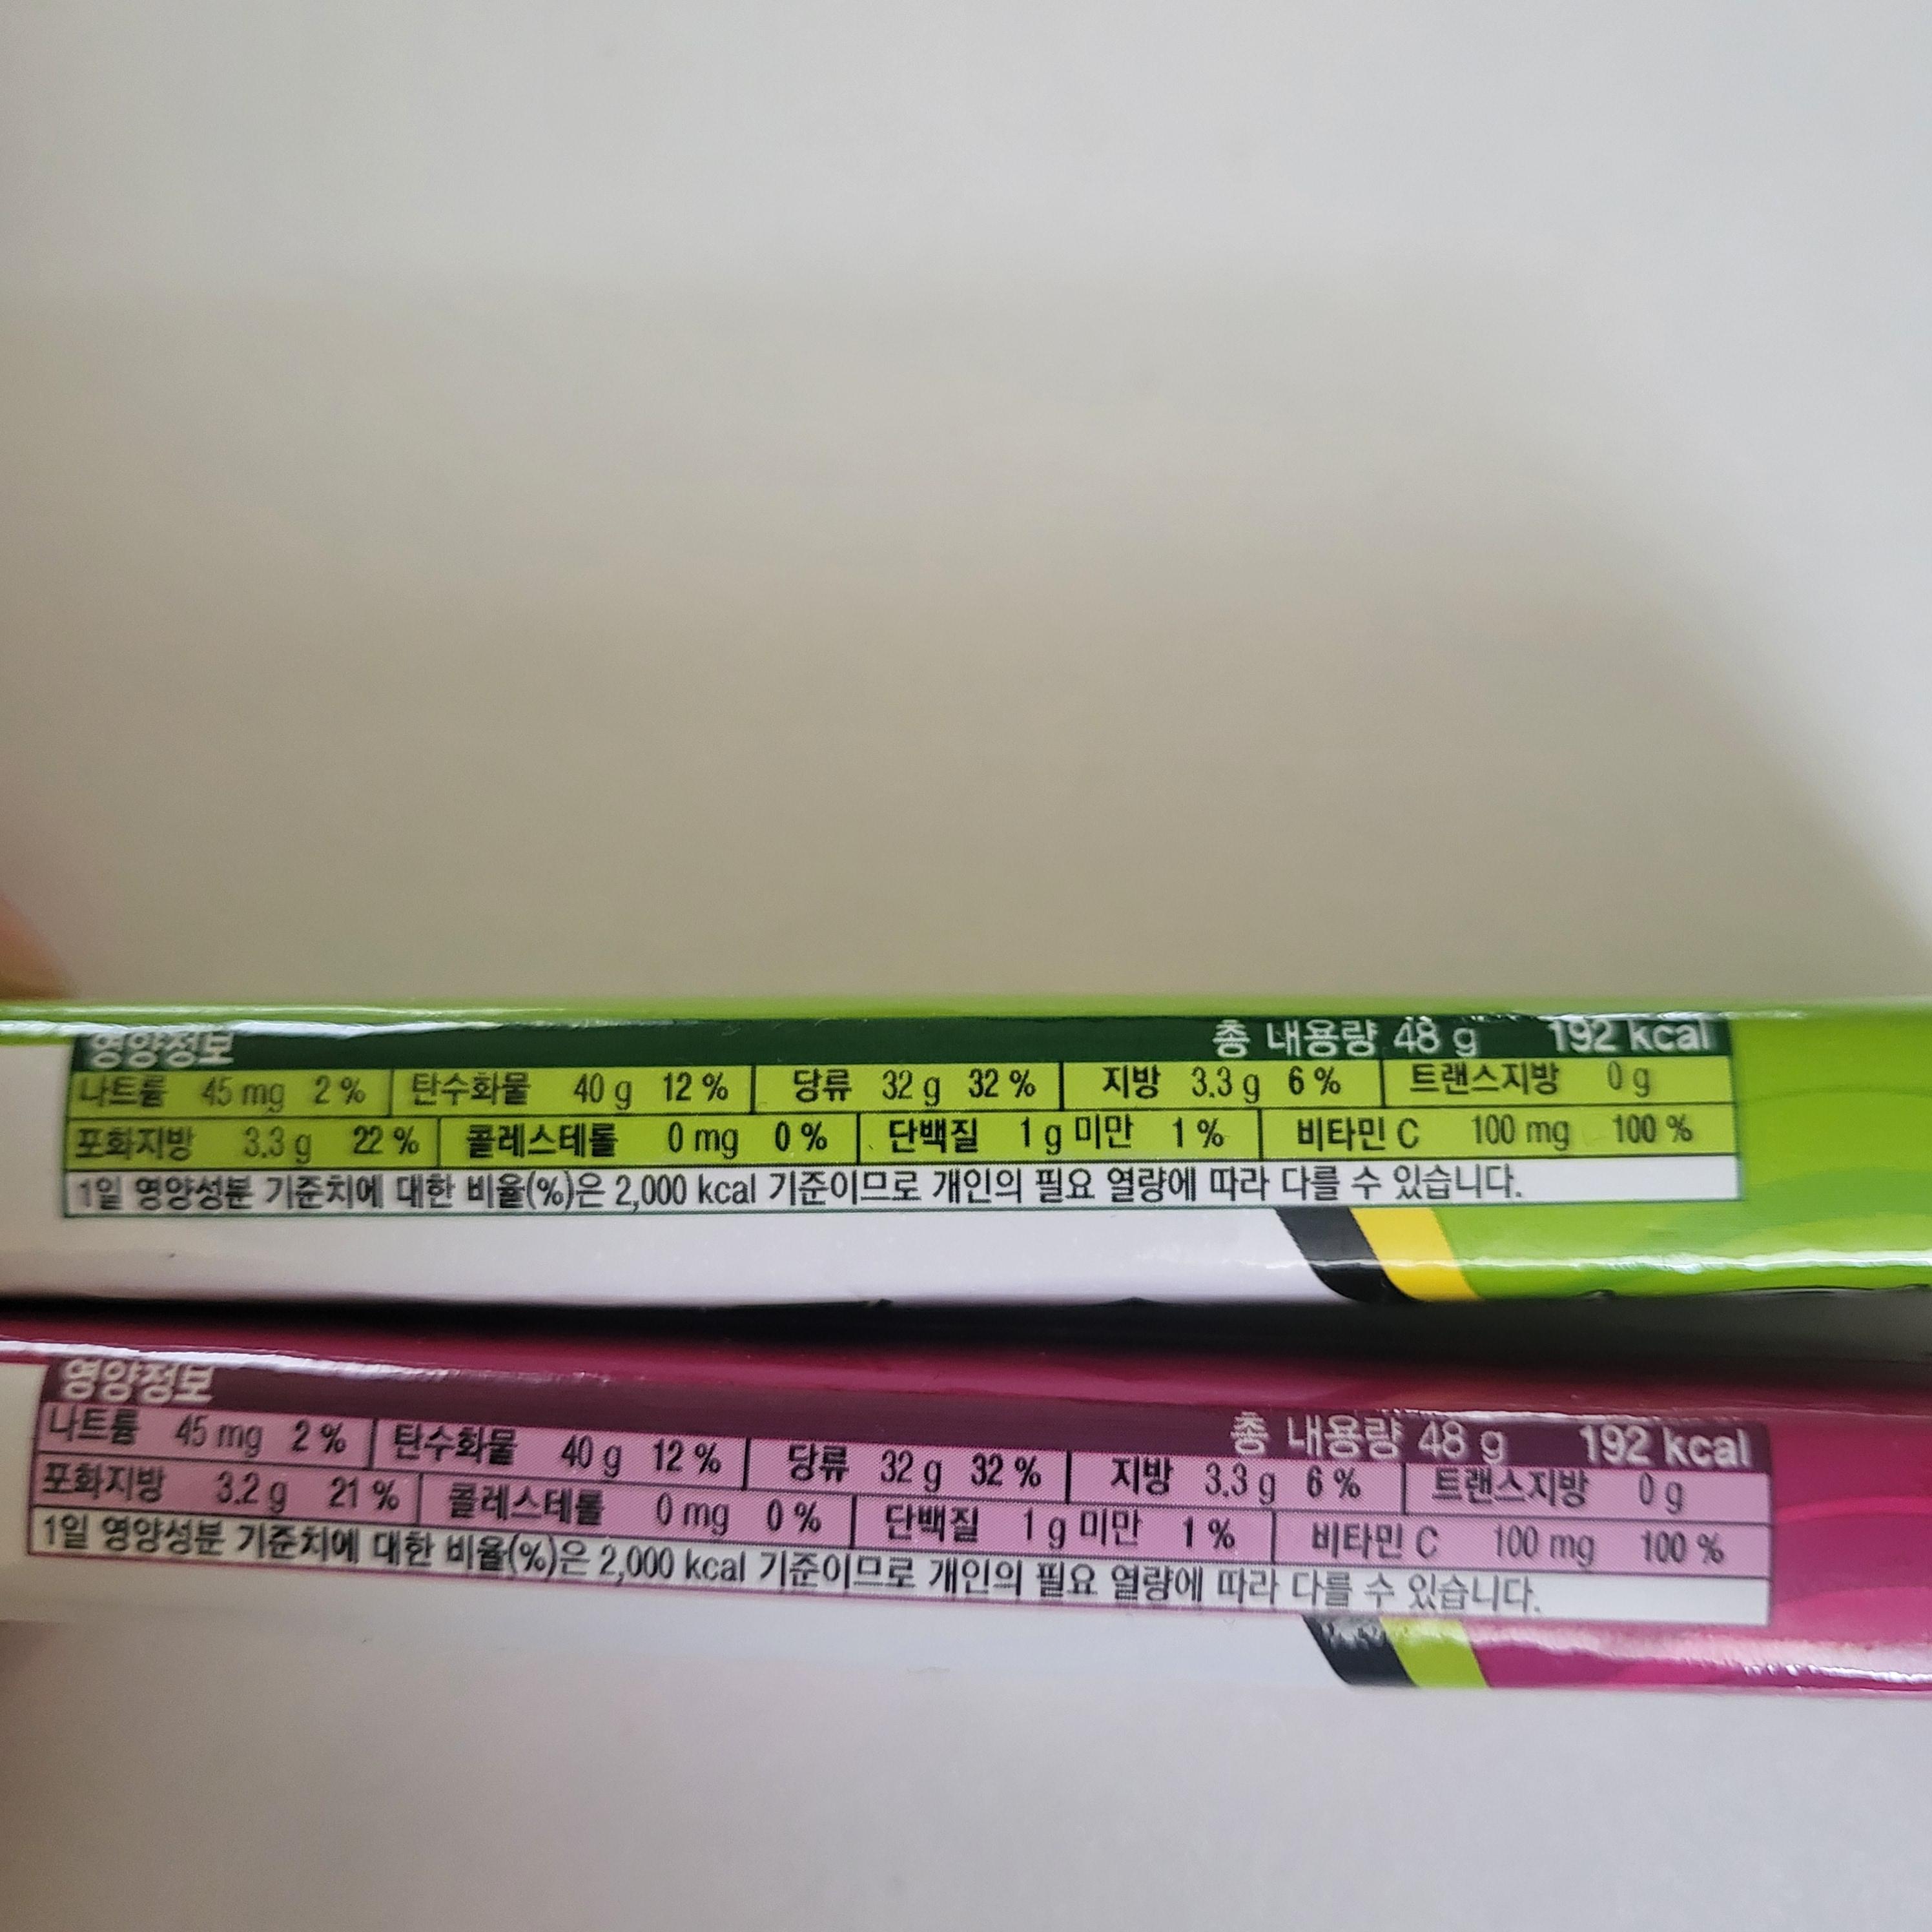 영양정보 총 내용량 48 g 192 kcal
나트륨 45 mg 2 % 탄수화물 40 g 12 % 당류 32 g 32 % 지방 3.3 g 6 % 트랜스지방 0 g
포화지방 3.3 g 22 % 콜레스테롤 0 mg 0 % 단백질 1 g 미만 1 % 비타민 C 100 mg 100 %
1일 영양성분 기준치에 대한 비율(%)은 2,000 kcal 기준이므로 개인의 필요 열량에 따라 다를 수 있습니다.
영양정보 총 내용량 48 g 192 kcal
나트륨 45 mg 2 % 탄수화물 40 g 12 % 당류 32 g 32 % 지방 3.3 g 6 % 트랜스지방 0 g
포화지방 3.2 g 21 % 콜레스테롤 0 mg 0 % 단백질 1 g 미만 1 % 비타민 C 100 mg 100 %
1일 영양성분 기준치에 대한 비율(%)은 2,000 kcal 기준이므로 개인의 필요 열량에 따라 다를 수 있습니다.